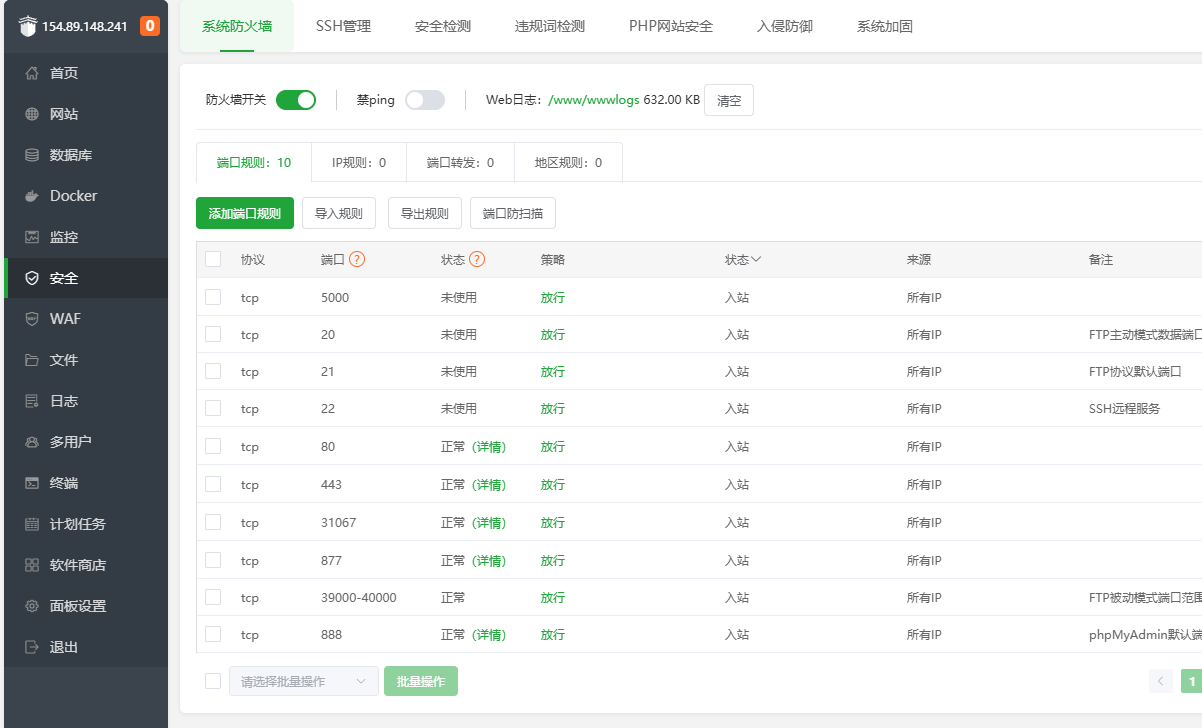 154.89.148.241 0
首页
网站
数据库
Docker
监控
安全
WAF
文件
日志
多用户
终端
计划任务
软件商店
面板设置
退出
系统防火墙 SSH管理 安全检测 违规词检测 PHP网站安全 入侵防御 系统加固
防火墙开关 禁ping Web日志: /www/wwwlogs 632.00 KB 清空
端口规则: 10 IP规则: 0 端口转发: 0 地区规则: 0
添加端口规则 导入规则 导出规则 端口防扫描
协议 端口 ? 状态 ? 策略 状态 来源 备注
tcp 5000 未使用 放行 入站 所有IP
tcp 20 未使用 放行 入站 所有IP FTP主动模式数据端口
tcp 21 未使用 放行 入站 所有IP FTP协议默认端口
tcp 22 未使用 放行 入站 所有IP SSH远程服务
tcp 80 正常 (详情) 放行 入站 所有IP
tcp 443 正常 (详情) 放行 入站 所有IP
tcp 31067 正常 (详情) 放行 入站 所有IP
tcp 877 正常 (详情) 放行 入站 所有IP
tcp 39000-40000 正常 放行 入站 所有IP FTP被动模式端口范围
tcp 888 正常 (详情) 放行 入站 所有IP phpMyAdmin默认端
请选择批量操作 批量操作 1